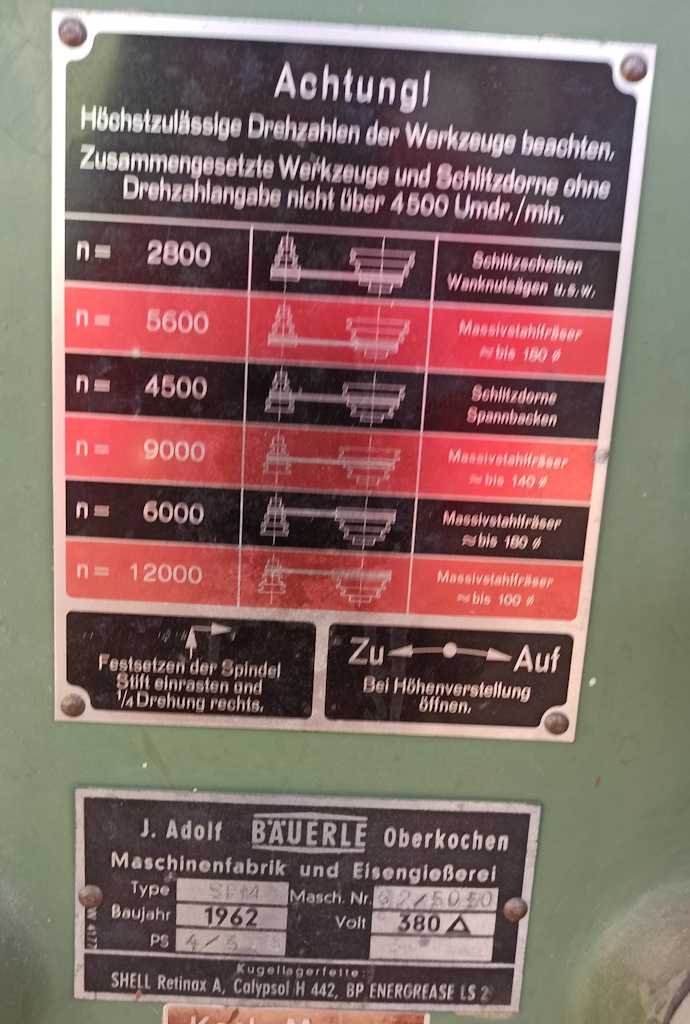 Achtung!
Höchstzulässige Drehzahlen der Werkzeuge beachten.
Zusammengesetzte Werkzeuge und Schlitzdorne ohne
Drehzahlangabe nicht über 4500 Umdr./min.
n= 2800 Schlitzscheiben
Wanknutsägen u.s.w.
n= 5600 Massivstahlfräser
≈bis 180 ø
n= 4500 Schlitzdorne
Spannbacken
n= 9000 Massivstahlfräser
≈bis 140 ø
n= 6000 Massivstahlfräser
≈bis 180 ø
n= 12000 Massivstahlfräser
≈bis 100 ø
Festsetzen der Spindel
Stift einrasten und
1/4 Drehung rechts.
Zu Auf
Bei Höhenverstellung
öffnen.
J. Adolf BÄUERLE Oberkochen
Maschinenfabrik und Eisengießerei
Type SFM Masch. Nr.
Baujahr 1962 Volt 380 △
PS 4/5
Kugellagerfette:
SHELL Retinax A, Calypsol H 442, BP ENERGREASE LS 2